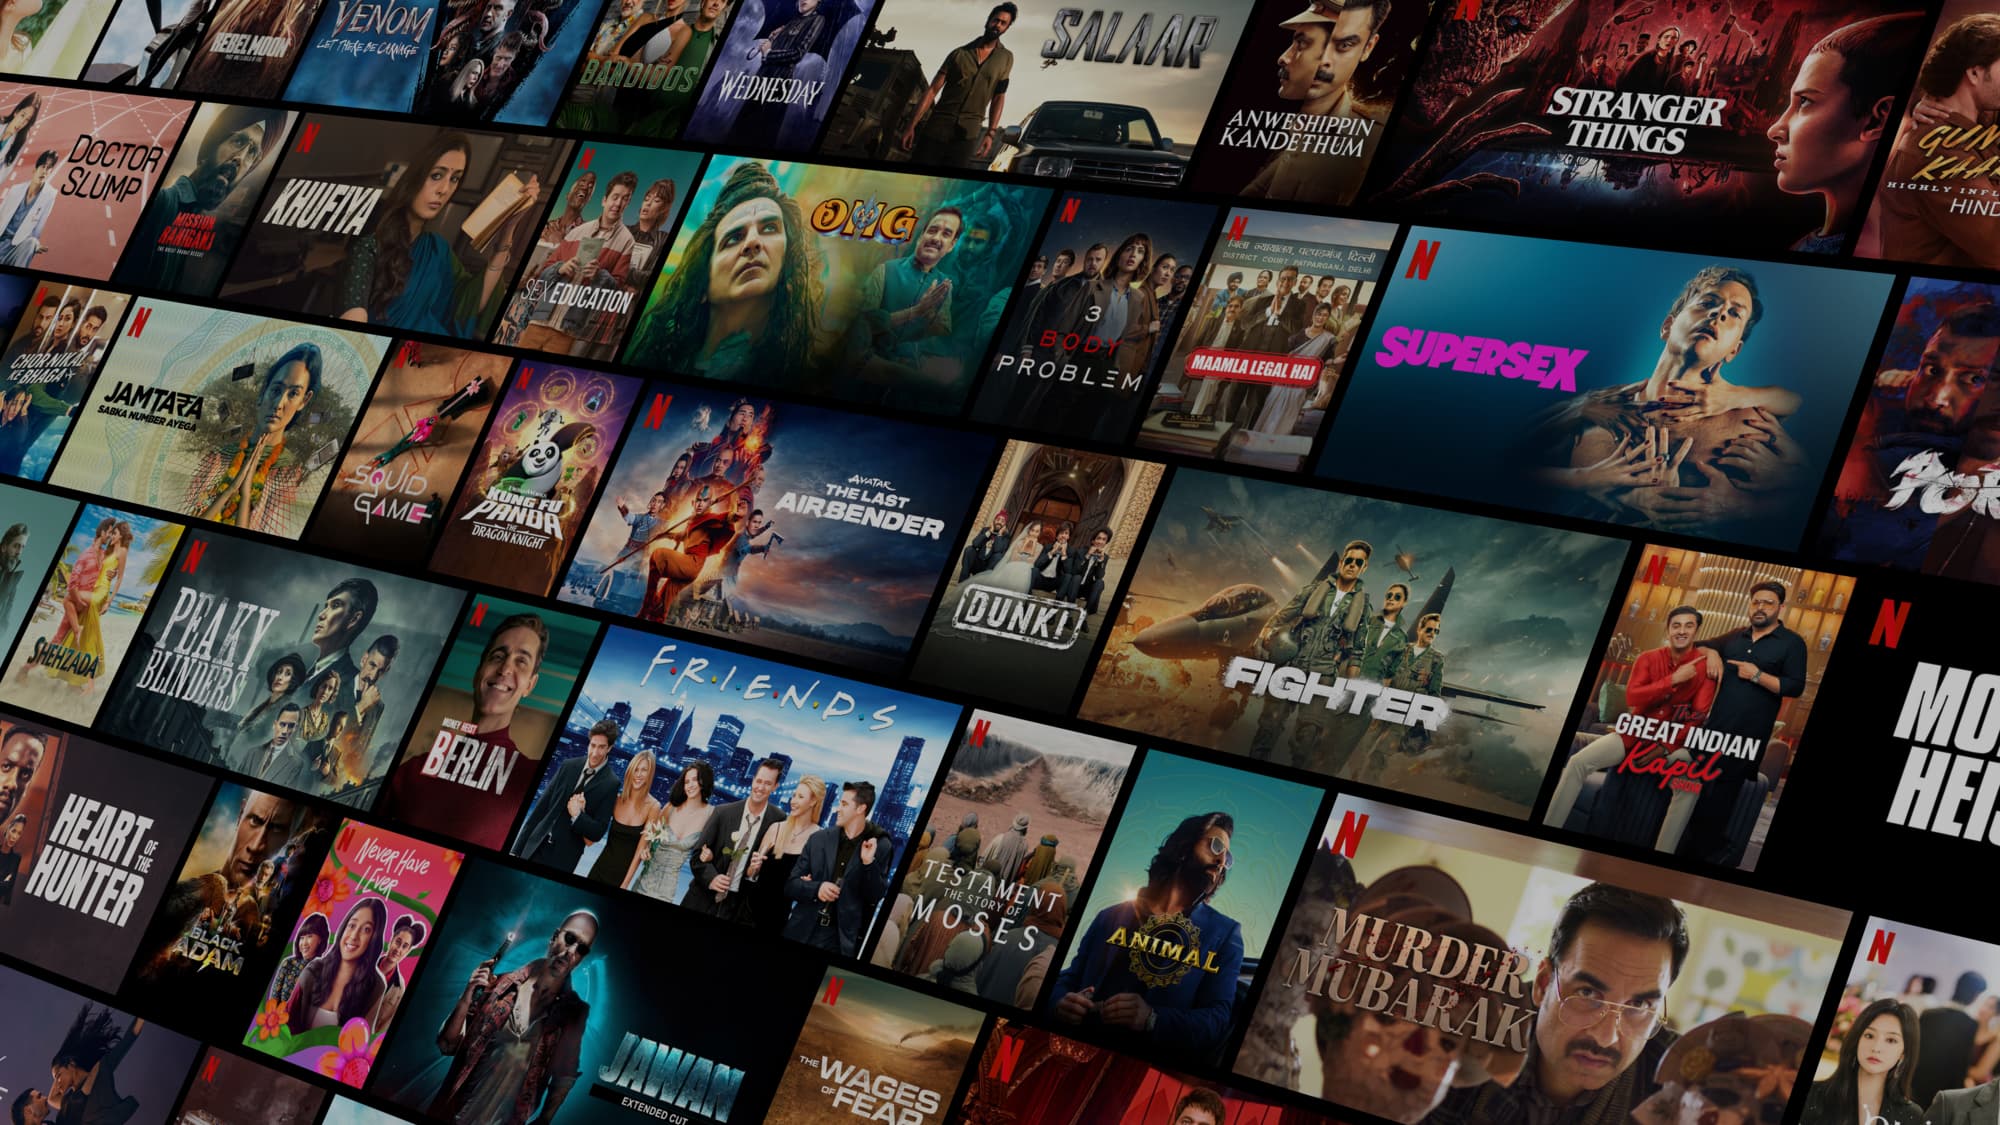 REBEL MOON
VENOM
LET THERE BE CARNAGE
BANDIDOS
WEDNESDAY
SALAAR
ANWESHIPPIN
KANDETHUM
STRANGER
THINGS
HIGHLY INFL
HIND
DOCTOR
SLUMP
MISSION
RANIGANJ
THE GREAT BHARAT RESCUE
N
KHUFIYA
N
SEX EDUCATION
OMG
N
3
BODY
PROBLEM
N
जिला न्यायालय, पटपड़गंज, दिल्ली
DISTRICT COURT, PATPARGANJ, DELHI
MAAMLA LEGAL HAI
N
SUPERSEX
CHOR NIKAL
KE BHAGA
N
JAMTARA
SABKA NUMBER AYEGA
N
SQUID
GAME
N
KUNG FU
PANDA
THE
DRAGON KNIGHT
N
AVATAR
THE LAST
AIRBENDER
DUNKI
FIGHTER
N
The
GREAT INDIAN
Kapil
SHOW
N
MO
HEIS
SHEHZADA
N
PEAKY
BLINDERS
N
MONEY HEIST
BERLIN
F·R·I·E·N·D·S
N
TESTAMENT
THE STORY OF
MOSES
ANIMAL
N
MURDER
MUBARAK
HEART OF THE
HUNTER
BLACK
ADAM
N
Never Have
I Ever
JAWAN
EXTENDED CUT
N
THE WAGES
OF FEAR
N
N
N